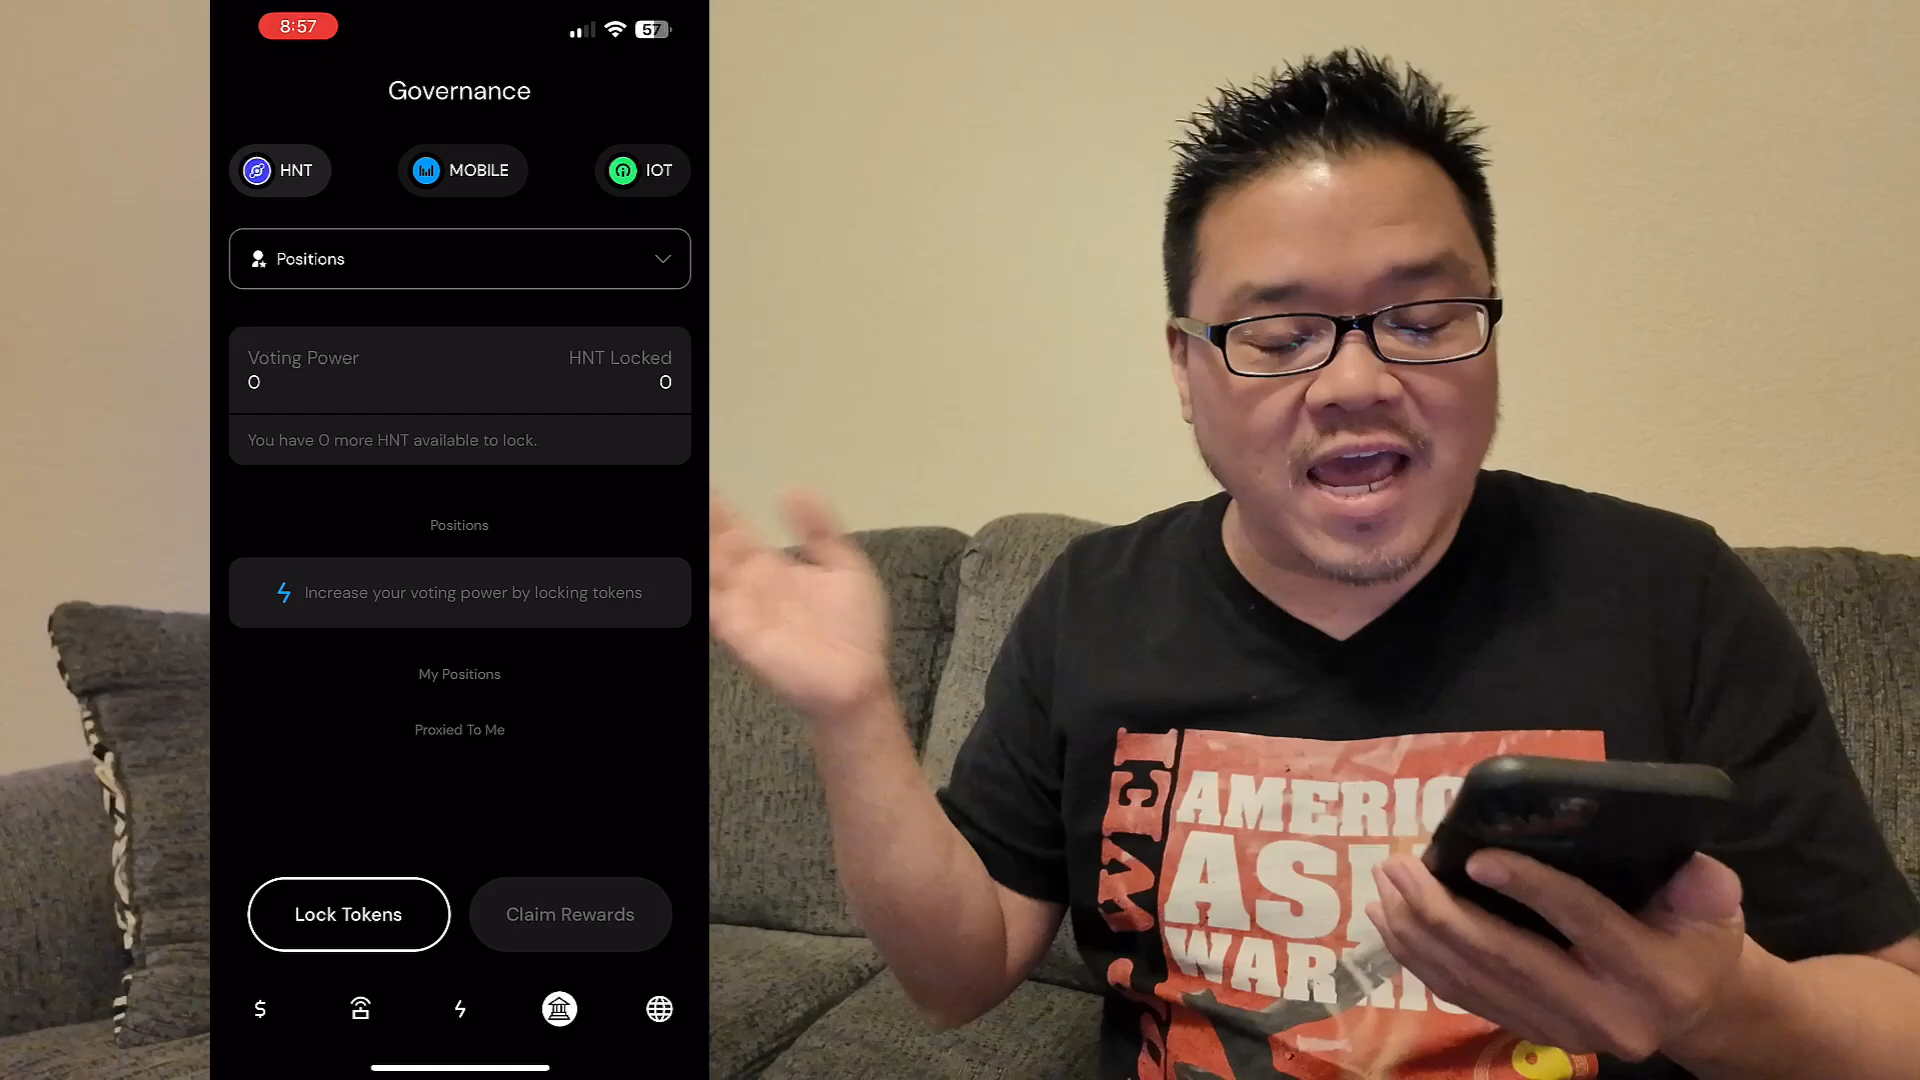 8:57
57
Governance
HNT
MOBILE
IOT
Positions
Voting Power
HNT Locked
0
0
You have 0 more HNT available to lock.
Positions
Increase your voting power by locking tokens
My Positions
Proxied To Me
Lock Tokens
Claim Rewards
$
AMERIC
AS
WAR